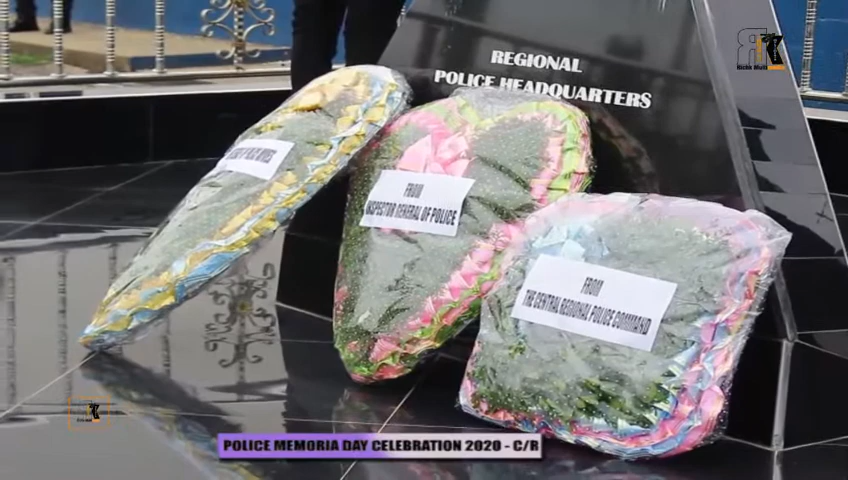 REGIONAL
POLICE HEADQUARTERS
FROM
INSPECTOR GENERAL OF POLICE
FROM
THE CENTRAL REGIONAL POLICE COMMAND
POLICE MEMORIA DAY CELEBRATION 2020 - C/R